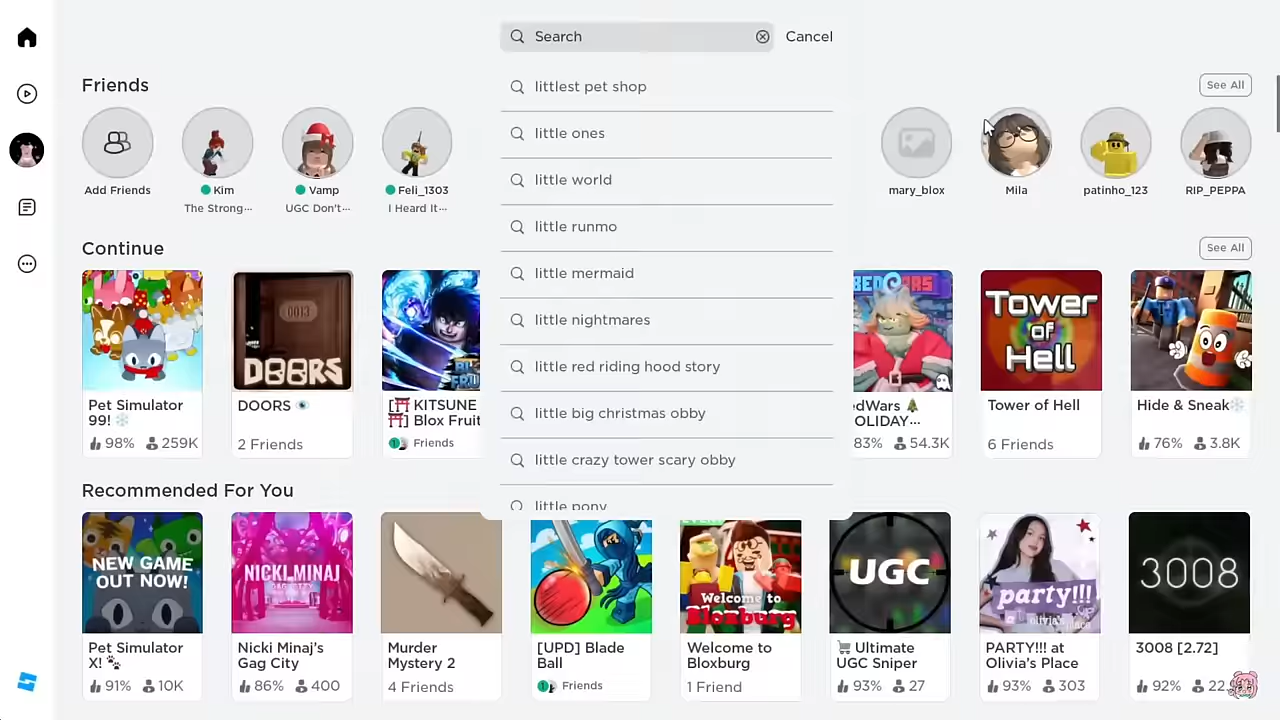 Search
Cancel
littlest pet shop
little ones
little world
little runmo
little mermaid
little nightmares
little red riding hood story
little big christmas obby
little crazy tower scary obby
little pony
Friends
See All
Add Friends
Kim
The Strong...
Vamp
UGC Don't...
Feli_1303
I Heard It...
mary_blox
Mila
patinho_123
RIP_PEPPA
Continue
See All
0013
DOORS
Tower
of
Hell
Pet Simulator
99!
98% 259K
DOORS
2 Friends
[ KITSUNE
] Blox Fruit
1 Friends
edWars
OLIDAY...
83% 54.3K
Tower of Hell
6 Friends
Hide & Sneak
76% 3.8K
Recommended For You
NEW GAME
OUT NOW!
NICKI MINAJ
Welcome to
Bloxburg
UGC
party!!!
olivia's place
3008
Pet Simulator
X!
91% 10K
Nicki Minaj's
Gag City
86% 400
Murder
Mystery 2
4 Friends
[UPD] Blade
Ball
1 Friends
Welcome to
Bloxburg
1 Friend
Ultimate
UGC Sniper
93% 27
PARTY!!! at
Olivia's Place
93% 303
3008 [2.72]
92% 22